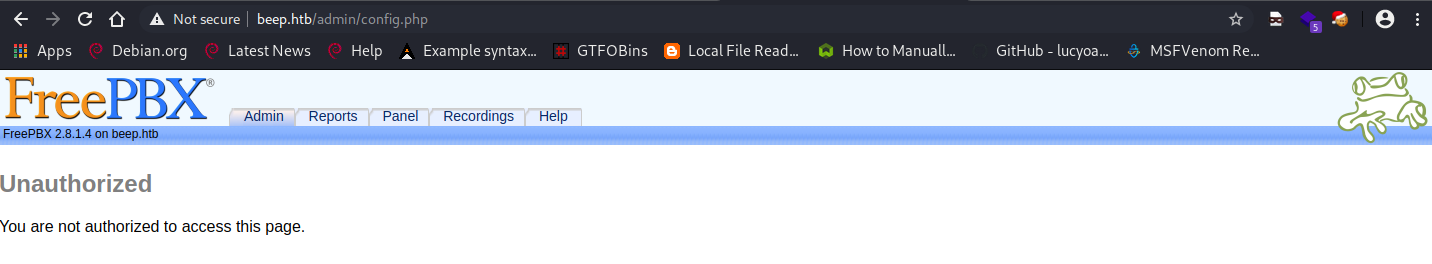 Not secure beep.htb/admin/config.php
Apps Debian.org Latest News Help Example syntax... GTFOBins Local File Read... How to Manuall... GitHub - lucyoa... MSFVenom Re...
5
FreePBX®
Admin Reports Panel Recordings Help
FreePBX 2.8.1.4 on beep.htb
Unauthorized
You are not authorized to access this page.